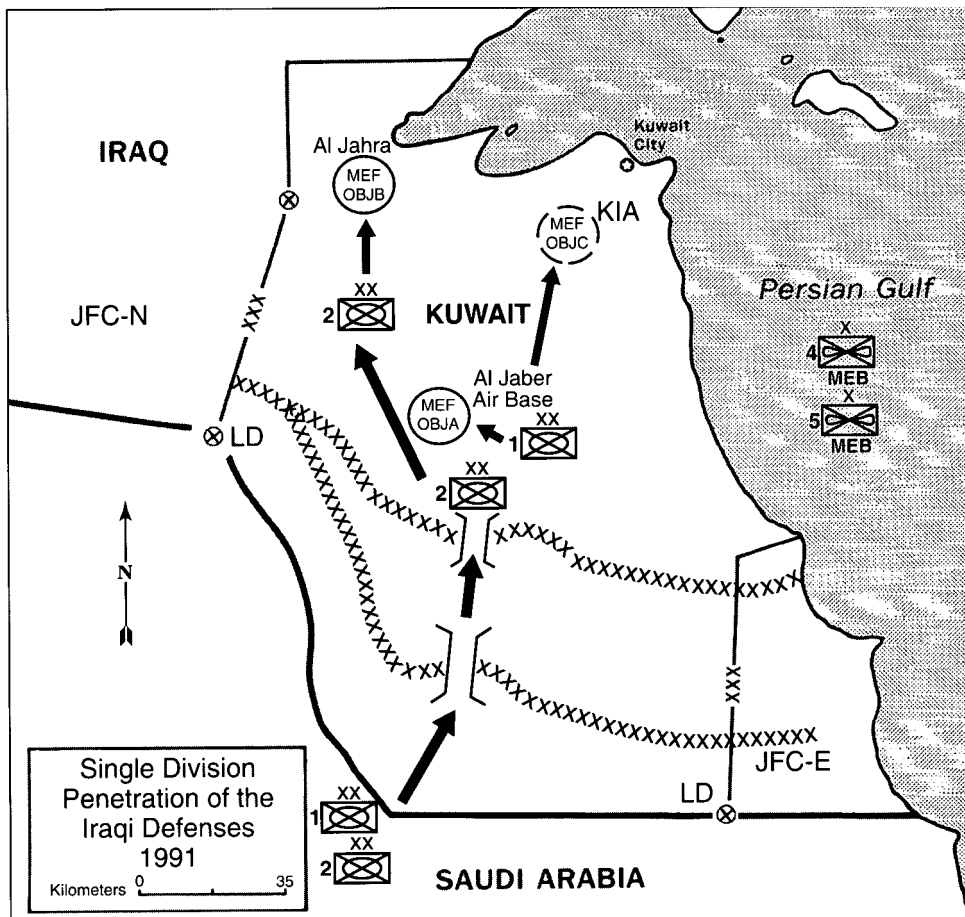 IRAQ
Al Jahra
MEF
OBJB
Kuwait
City
MEF
OBJC
KIA
JFC-N
XXX
XX
2
KUWAIT
Persian Gulf
X
4
MEB
X
5
MEB
Al Jaber
Air Base
MEF
OBJA
XX
1
LD
XX
2
N
XXX
JFC-E
LD
Single Division
Penetration of the
Iraqi Defenses
1991
Kilometers 0 35
XX
1
XX
2
SAUDI ARABIA